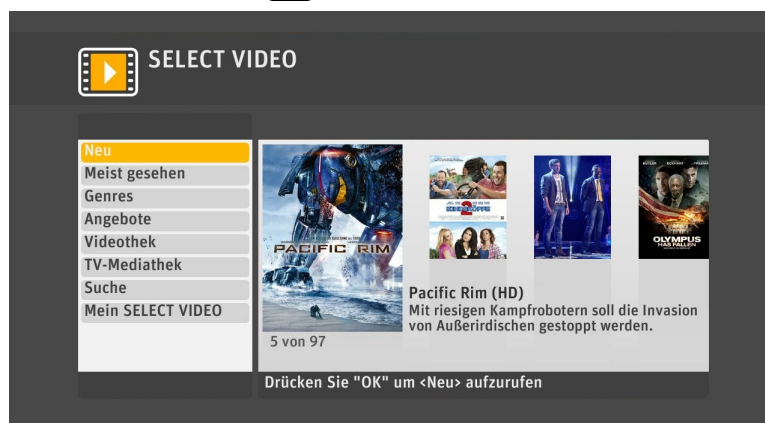 SELECT VIDEO
Neu
Meist gesehen
Genres
Angebote
Videothek
TV-Mediathek
Suche
Mein SELECT VIDEO
PACIFIC RIM
2
OLYMPUS
HAS FALLEN
Pacific Rim (HD)
Mit riesigen Kampfrobotern soll die Invasion
von Außerirdischen gestoppt werden.
5 von 97
Drücken Sie "OK" um <Neu> aufzurufen